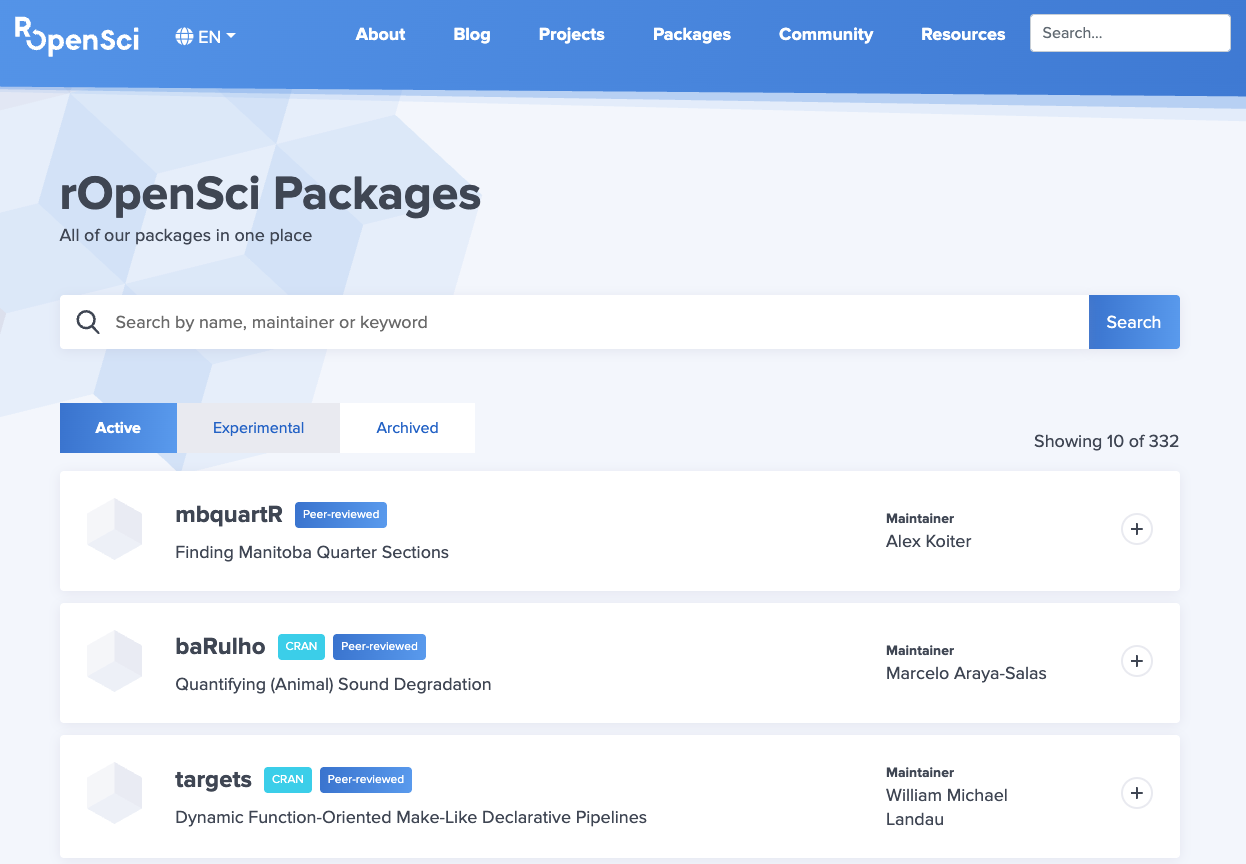 rOpenSci
EN
About
Blog
Projects
Packages
Community
Resources
Search...
rOpenSci Packages
All of our packages in one place
Search by name, maintainer or keyword
Search
Active
Experimental
Archived
Showing 10 of 332
mbquartR
Peer-reviewed
Finding Manitoba Quarter Sections
Maintainer
Alex Koiter
baRulho
CRAN
Peer-reviewed
Quantifying (Animal) Sound Degradation
Maintainer
Marcelo Araya-Salas
targets
CRAN
Peer-reviewed
Dynamic Function-Oriented Make-Like Declarative Pipelines
Maintainer
William Michael
Landau